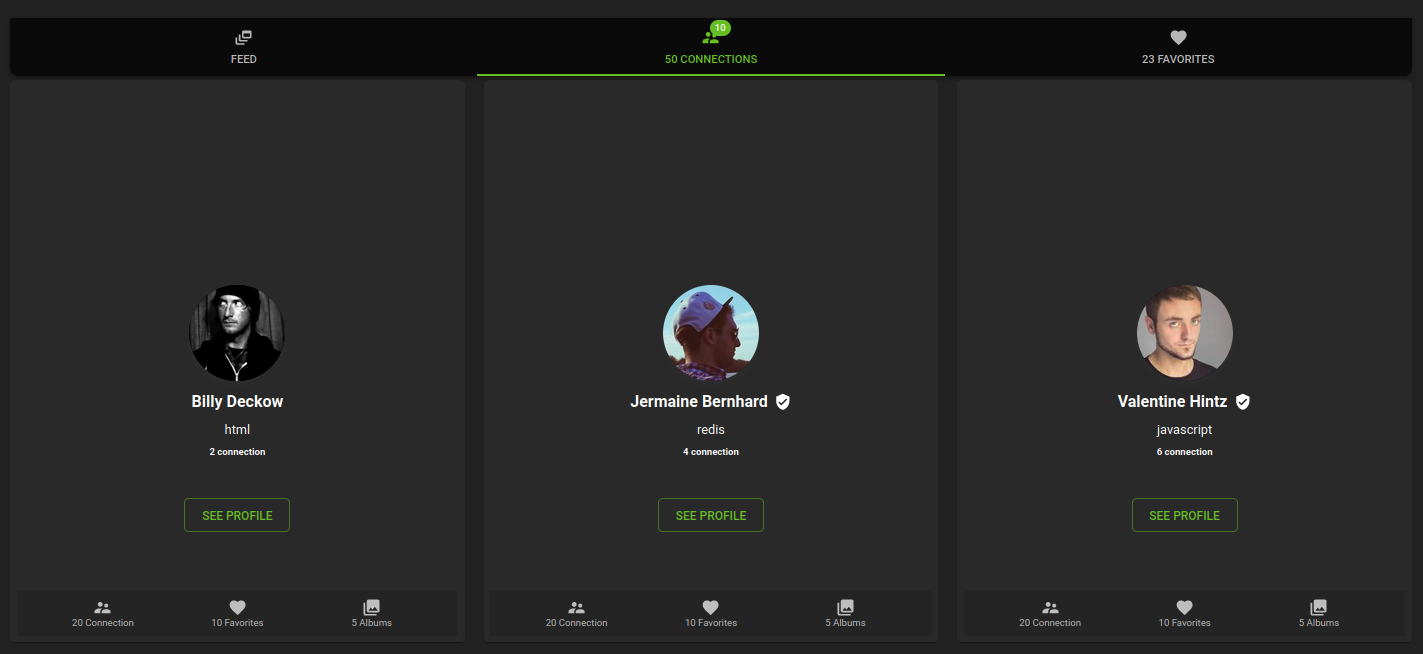 10
FEED
50 CONNECTIONS
23 FAVORITES
Billy Deckow
html
2 connection
SEE PROFILE
20 Connection
10 Favorites
5 Albums
Jermaine Bernhard
redis
4 connection
SEE PROFILE
20 Connection
10 Favorites
5 Albums
Valentine Hintz
javascript
6 connection
SEE PROFILE
20 Connection
10 Favorites
5 Albums